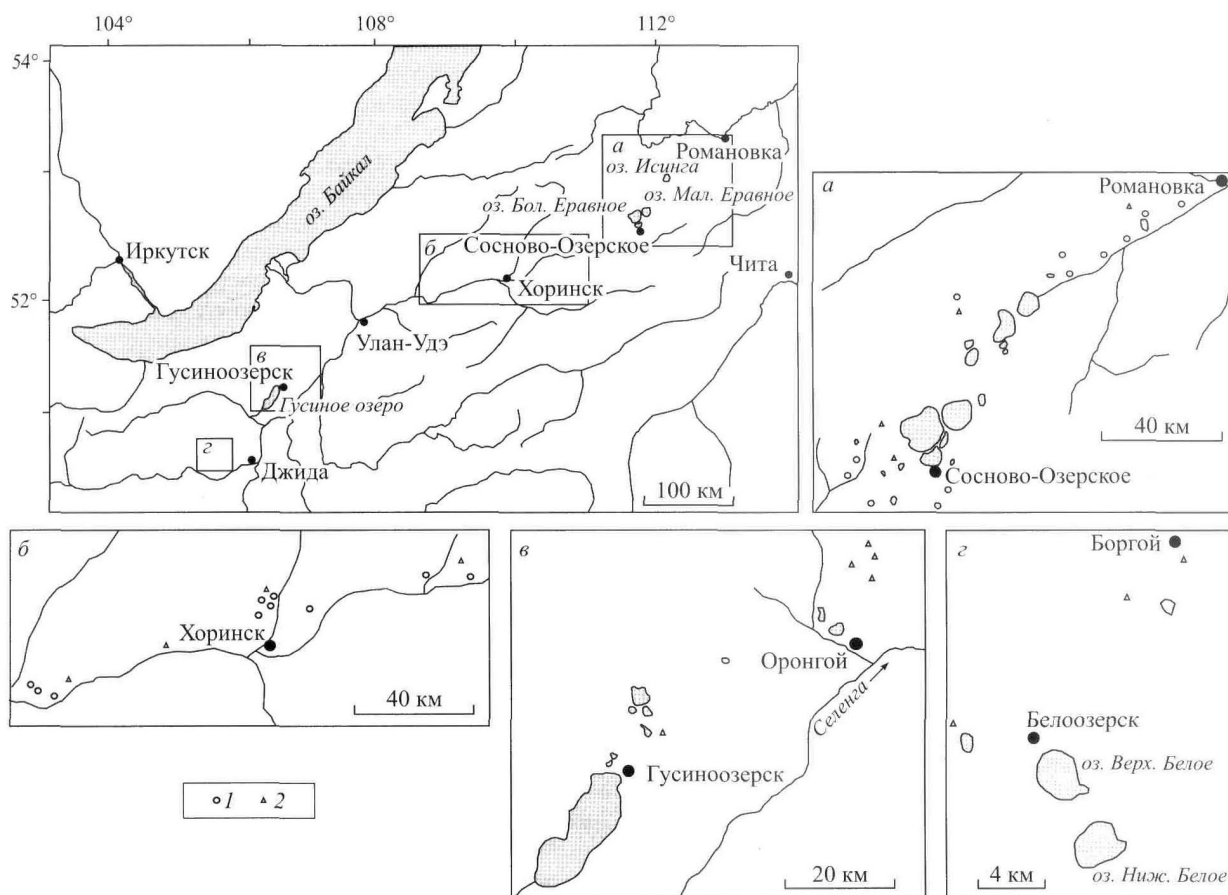 104°
108°
112°
54°
52°
оз. Байкал
Иркутск
а
Романовка
оз. Исинга
оз. Мал. Еравное
оз. Бол. Еравное
б
Сосново-Озерское
Хоринск
Чита
Улан-Удэ
в
Гусиноозерск
Гусиное озеро
г
Джида
100 км
а
Романовка
40 км
Сосново-Озерское
б
Хоринск
40 км
1 2
в
Оронгой
Селенга
Гусиноозерск
20 км
г
Боргой
Белоозерск
оз. Верх. Белое
4 км
оз. Ниж. Белое